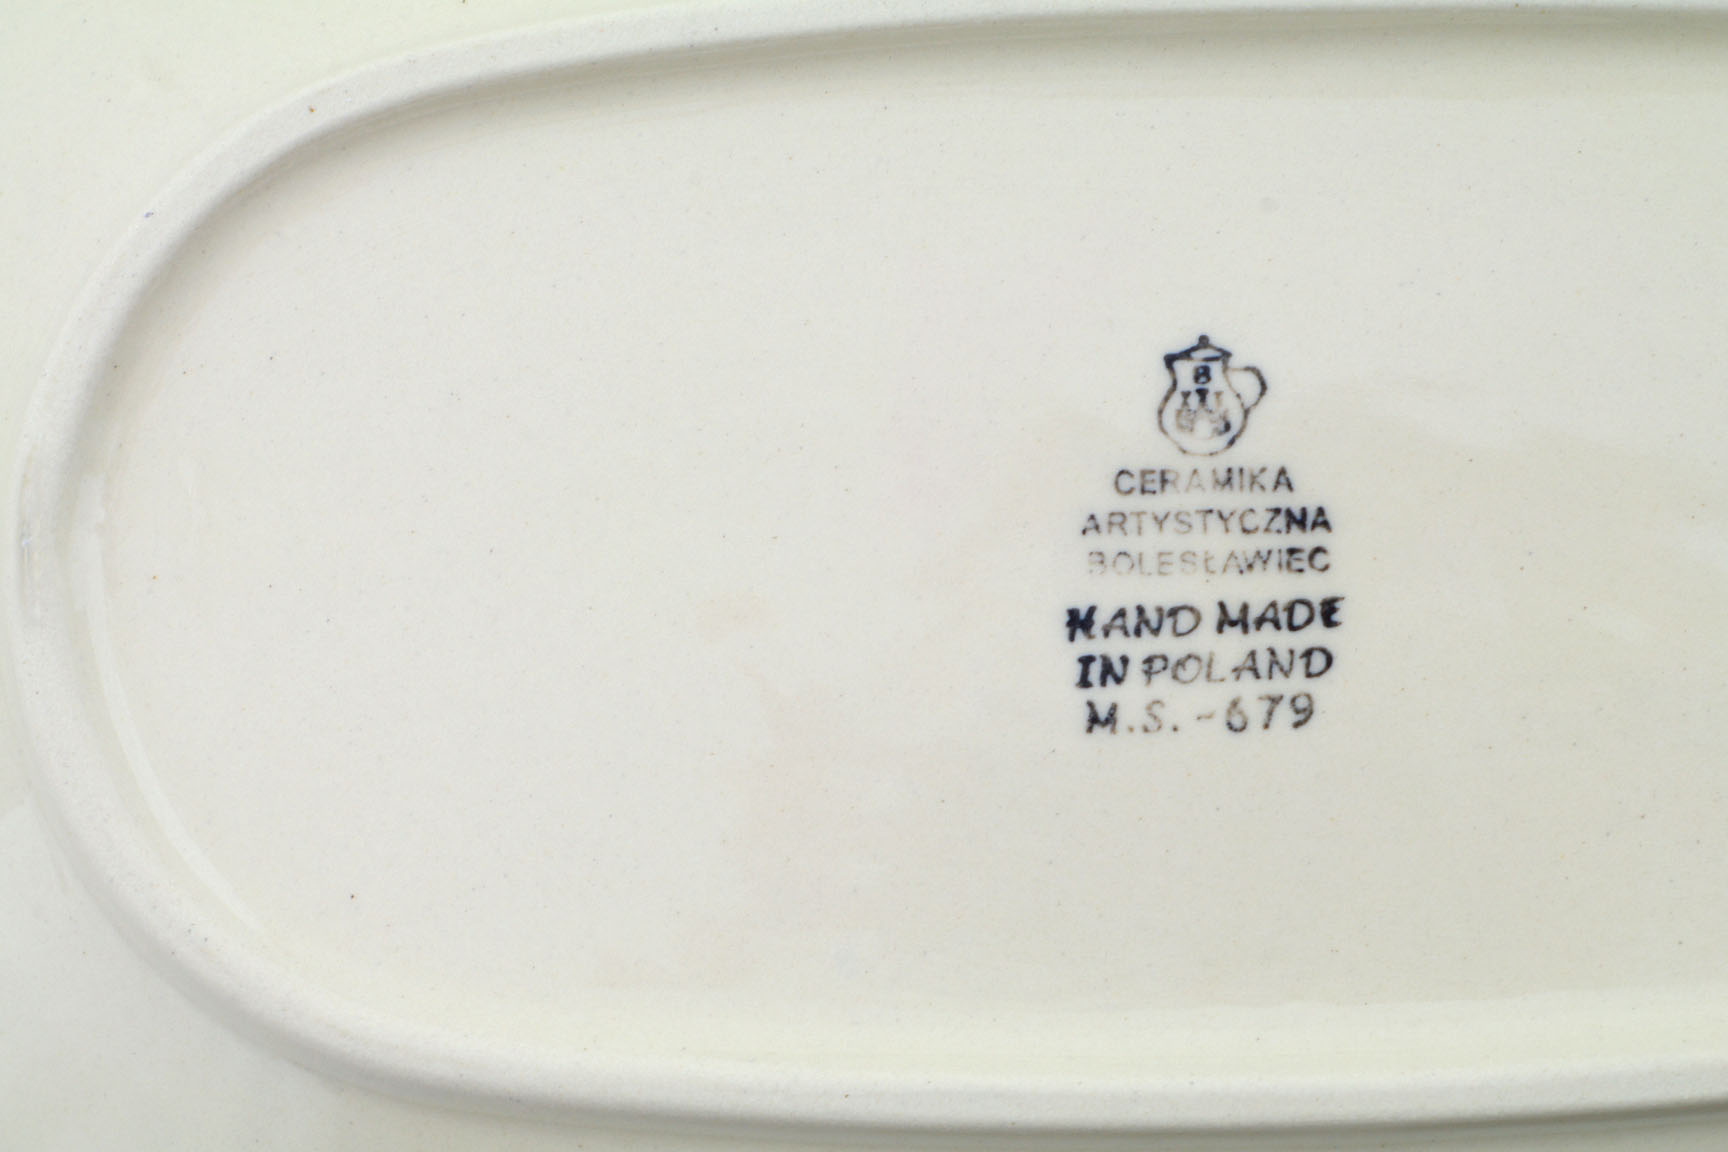 B
CERAMIKA
ARTYSTYCZNA
BOLESŁAWIEC
HAND MADE
IN POLAND
M.S.-679